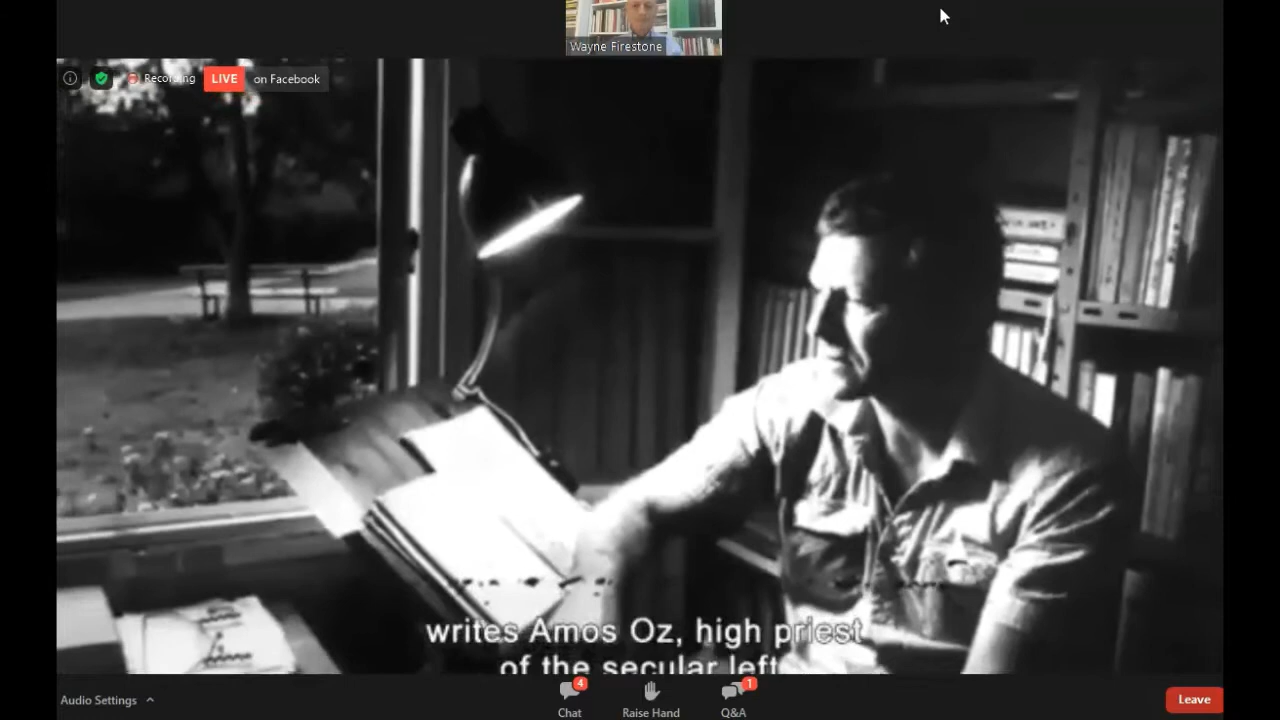 Wayne Firestone
Recording LIVE on Facebook
writes Amos Oz, high priest
of the secular left
Audio Settings
4
1
Chat
Raise Hand
Q&A
Leave